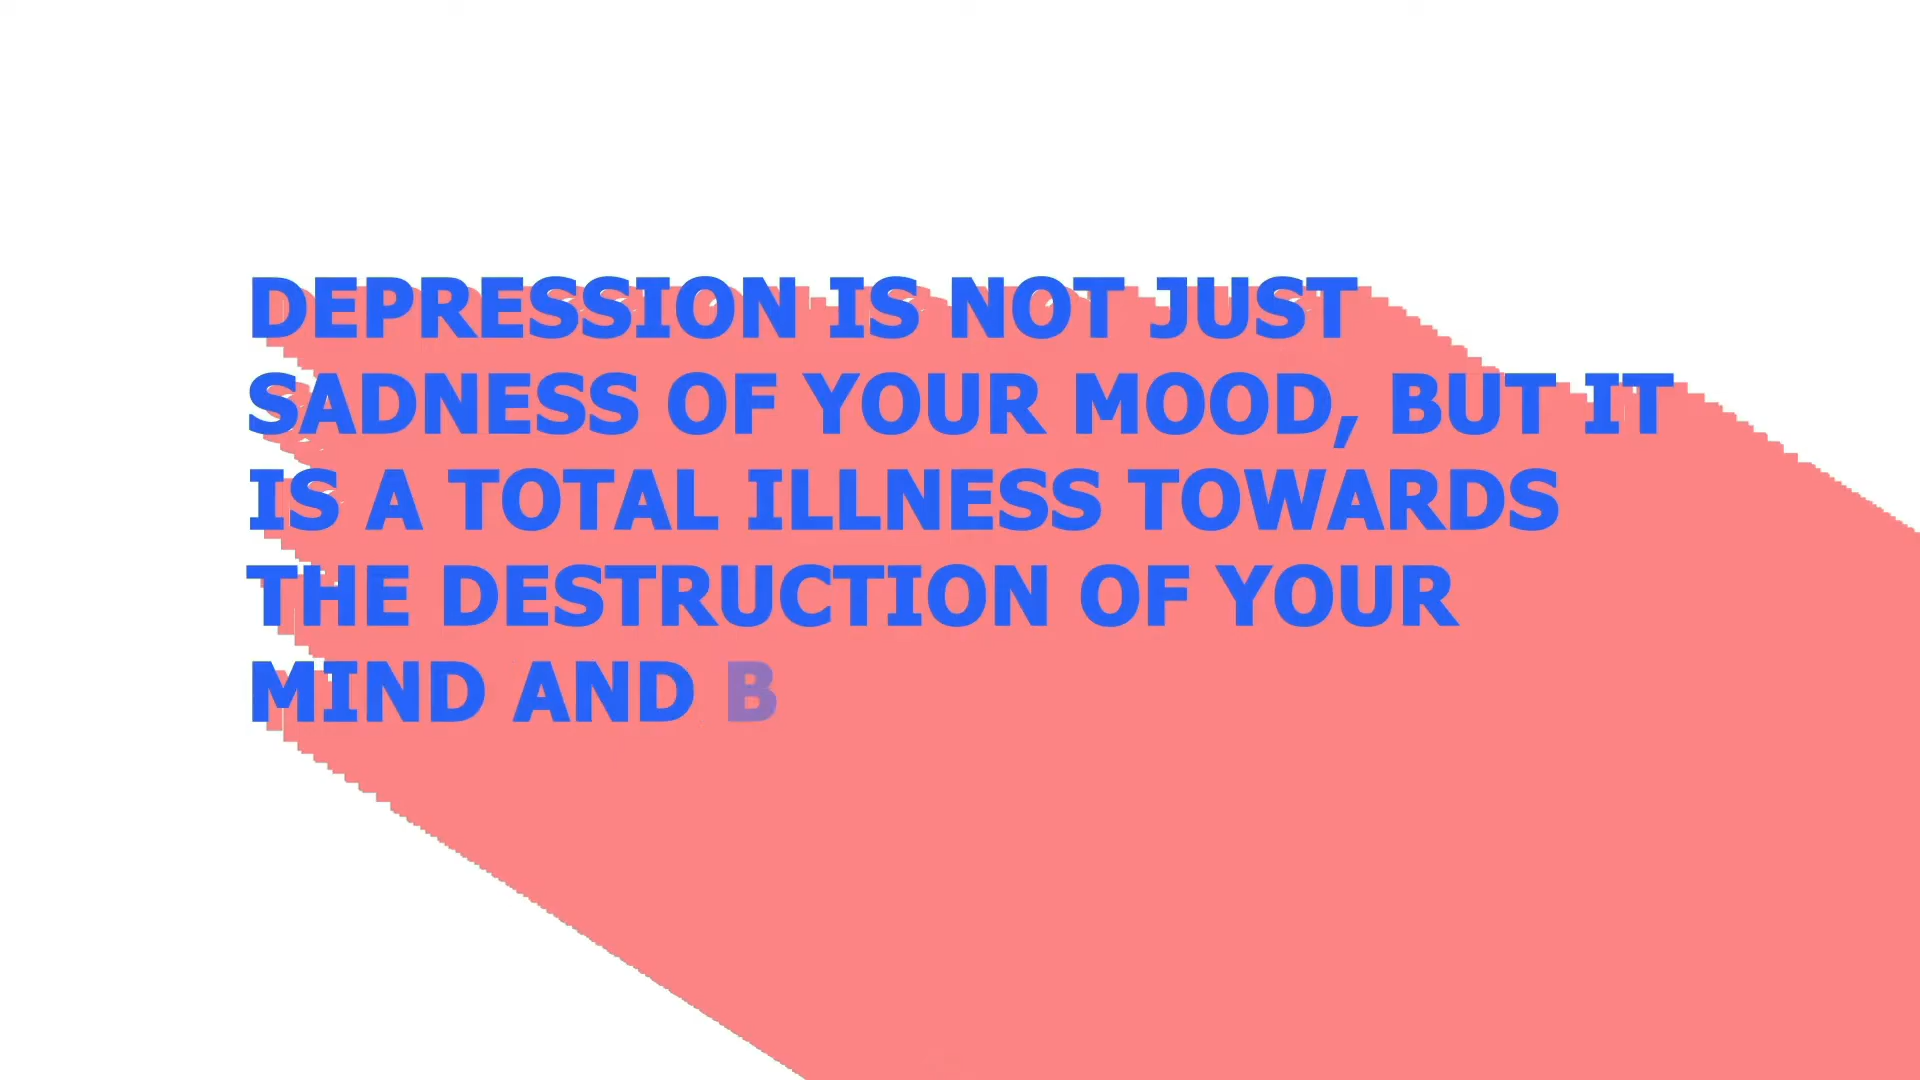 DEPRESSION IS NOT JUST
SADNESS OF YOUR MOOD, BUT IT
IS A TOTAL ILLNESS TOWARDS
THE DESTRUCTION OF YOUR
MIND AND B